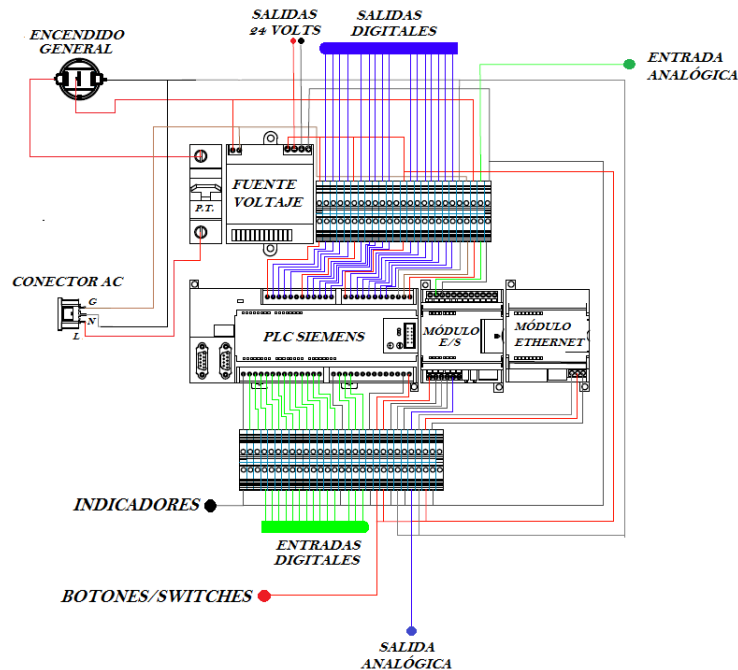 ENCENDIDO
GENERAL
SALIDAS
24 VOLTS
SALIDAS
DIGITALES
ENTRADA
ANALÓGICA
P.T.
FUENTE
VOLTAJE
CONECTOR AC
G
N
L
PLC SIEMENS
MÓDULO
E/S
MÓDULO
ETHERNET
INDICADORES
ENTRADAS
DIGITALES
BOTONES/SWITCHES
SALIDA
ANALÓGICA